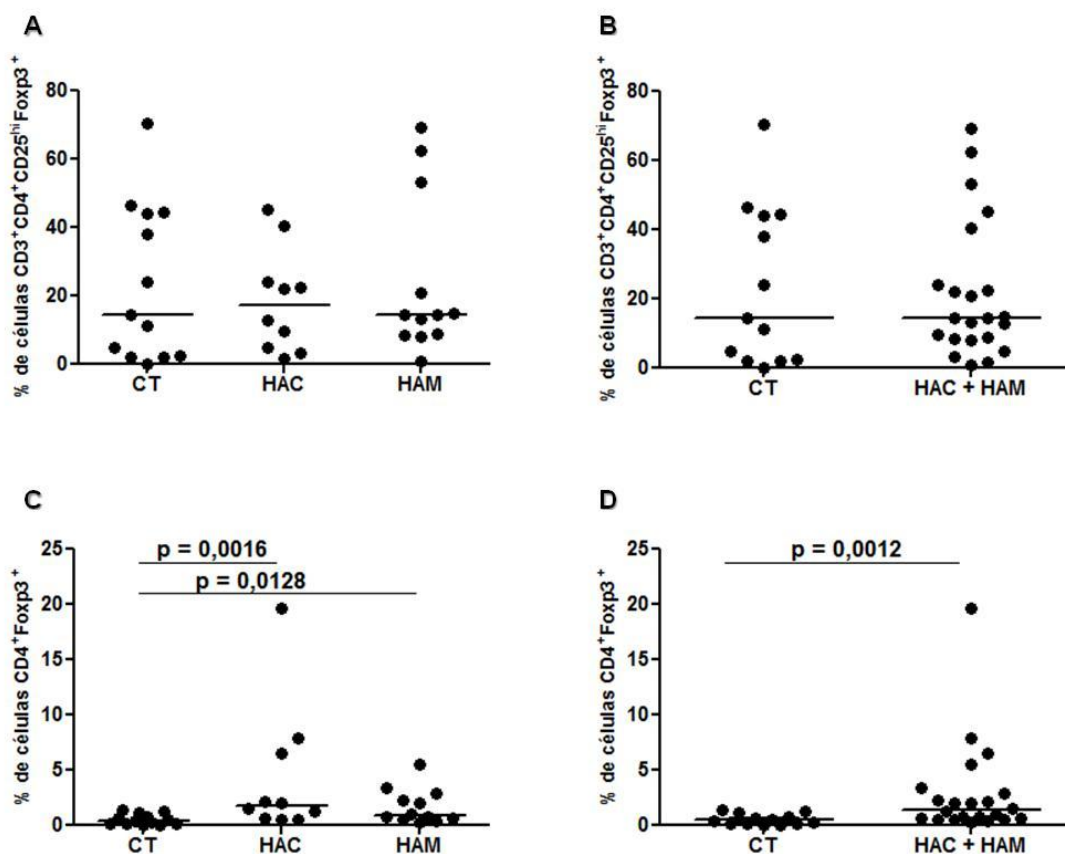 A
% de células CD3⁺CD4⁺CD25ʰⁱFoxp3⁺
80
60
40
20
0
CT
HAC
HAM
B
% de células CD3⁺CD4⁺CD25ʰⁱFoxp3⁺
80
60
40
20
0
CT
HAC + HAM
C
% de células CD4⁺Foxp3⁺
25
20
15
10
5
0
p = 0,0016
p = 0,0128
CT
HAC
HAM
D
% de células CD4⁺Foxp3⁺
25
20
15
10
5
0
p = 0,0012
CT
HAC + HAM